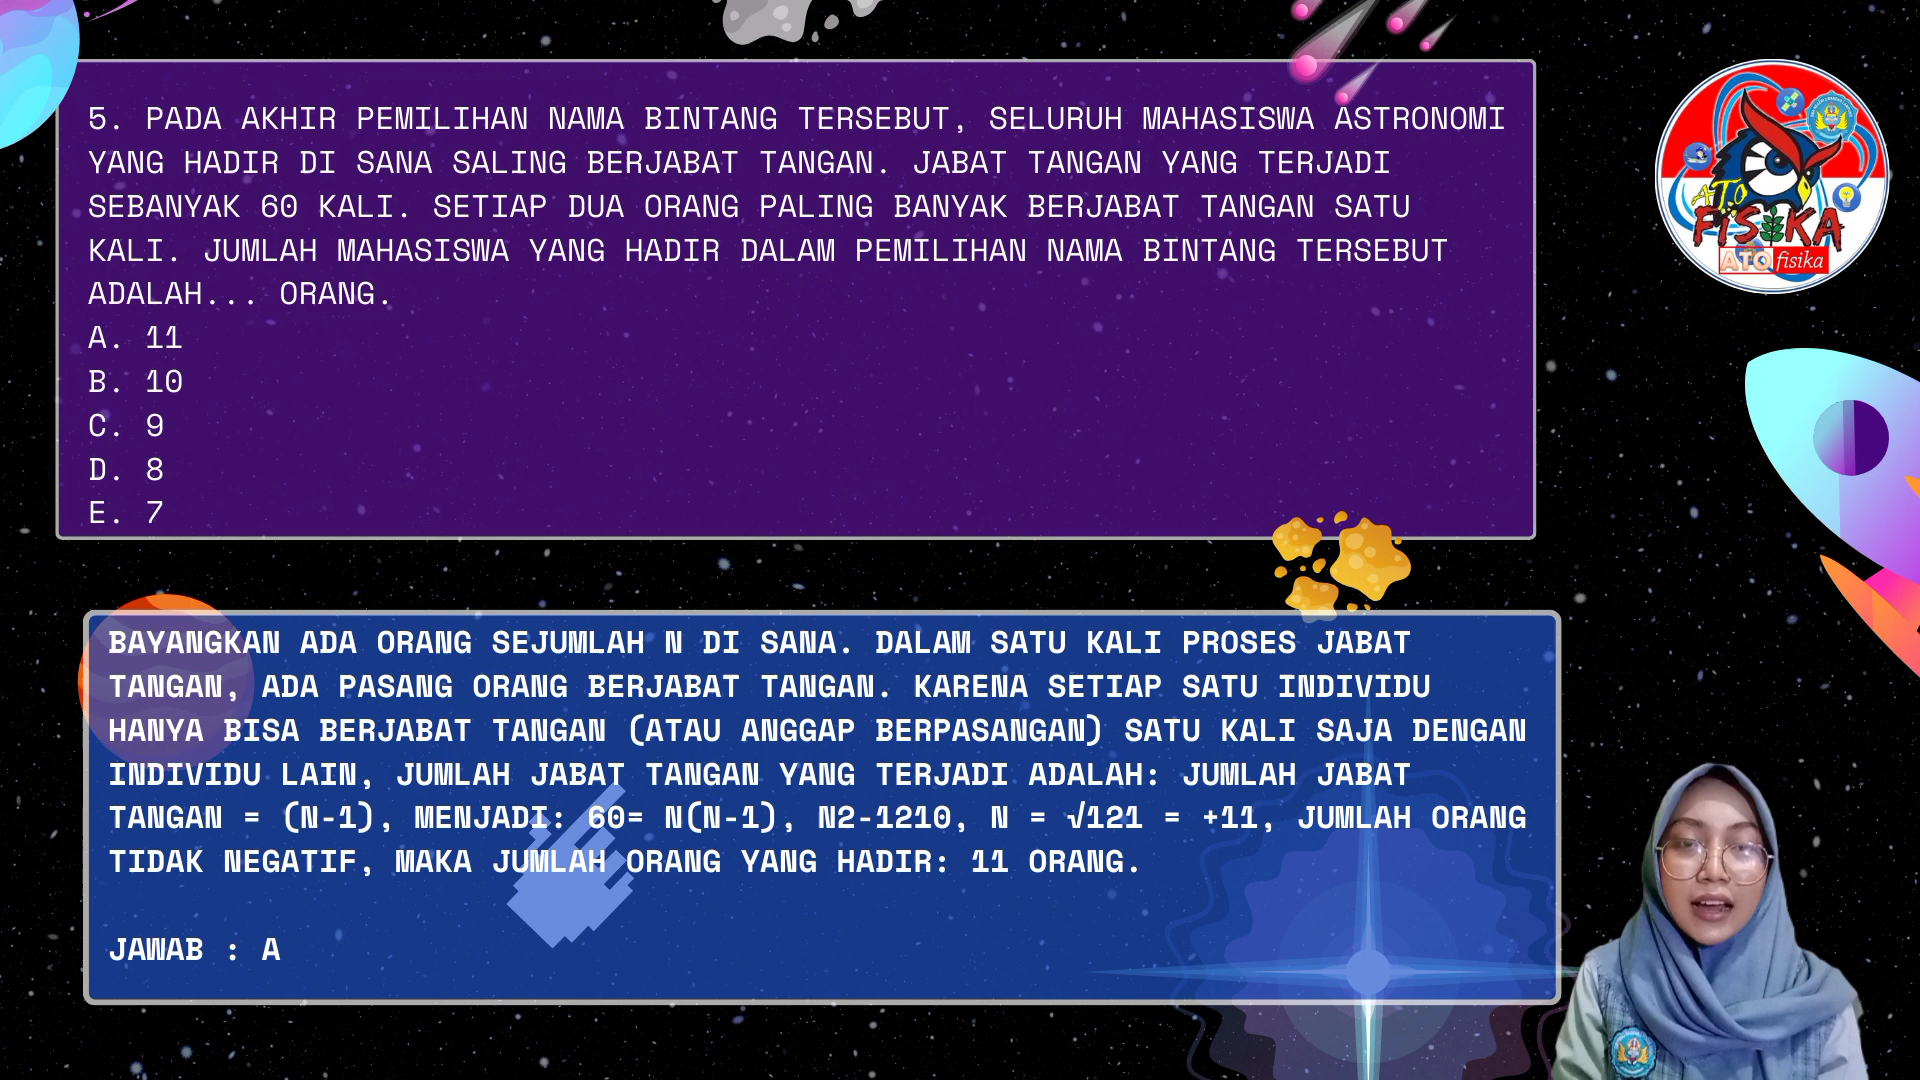 5. PADA AKHIR PEMILIHAN NAMA BINTANG TERSEBUT, SELURUH MAHASISWA ASTRONOMI
YANG HADIR DI SANA SALING BERJABAT TANGAN. JABAT TANGAN YANG TERJADI
SEBANYAK 60 KALI. SETIAP DUA ORANG PALING BANYAK BERJABAT TANGAN SATU
KALI. JUMLAH MAHASISWA YANG HADIR DALAM PEMILIHAN NAMA BINTANG TERSEBUT
ADALAH... ORANG.
A. 11
B. 10
C. 9
D. 8
E. 7
ATO
FISIKA
ATO fisika
BAYANGKAN ADA ORANG SEJUMLAH N DI SANA. DALAM SATU KALI PROSES JABAT
TANGAN, ADA PASANG ORANG BERJABAT TANGAN. KARENA SETIAP SATU INDIVIDU
HANYA BISA BERJABAT TANGAN (ATAU ANGGAP BERPASANGAN) SATU KALI SAJA DENGAN
INDIVIDU LAIN, JUMLAH JABAT TANGAN YANG TERJADI ADALAH: JUMLAH JABAT
TANGAN = (N-1), MENJADI: 60= N(N-1), N2-1210, N = √121 = +11, JUMLAH ORANG
TIDAK NEGATIF, MAKA JUMLAH ORANG YANG HADIR: 11 ORANG.
JAWAB : A